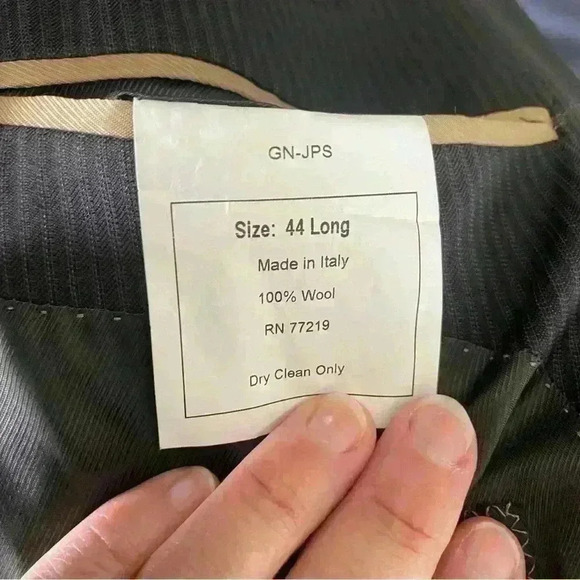 GN-JPS
Size: 44 Long
Made in Italy
100% Wool
RN 77219
Dry Clean Only